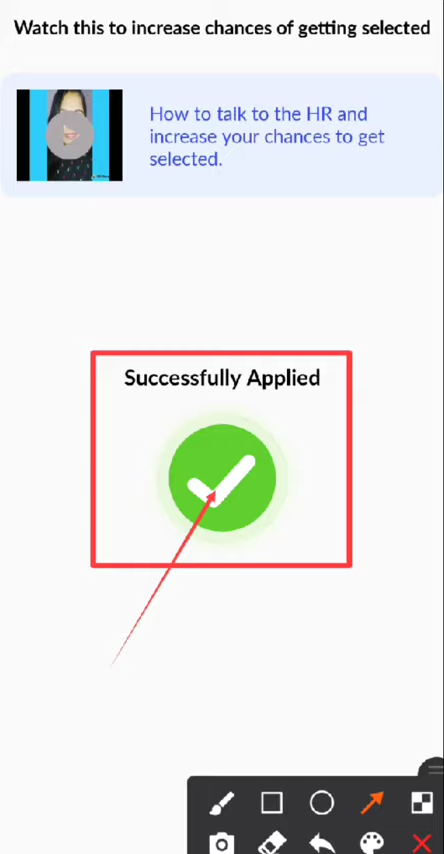 Watch this to increase chances of getting selected
How to talk to the HR and
increase your chances to get
selected.
Successfully Applied